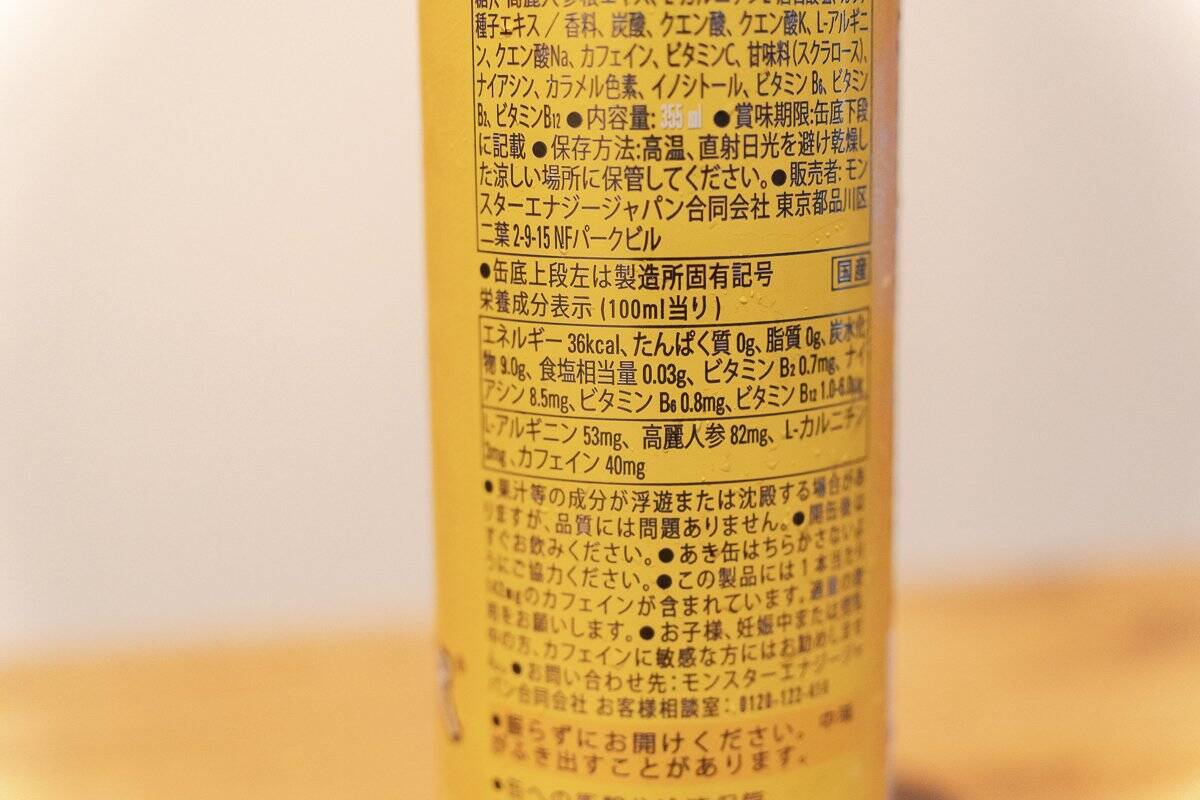 種子エキス / 香料、炭酸、クエン酸、クエン酸K、L-アルギニ
ン、クエン酸Na、カフェイン、ビタミンC、甘味料(スクラロース)、
ナイアシン、カラメル色素、イノシトール、ビタミン B₆、ビタミン
B₂、ビタミンB₁₂ ●内容量: 355 ml ●賞味期限:缶底下段
に記載 ●保存方法:高温、直射日光を避け乾燥し
た涼しい場所に保管してください。●販売者: モン
スターエナジージャパン合同会社 東京都品川区
二葉 2-9-15 NFパークビル
●缶底上段左は製造所固有記号 国産
栄養成分表示 (100ml当り)
エネルギー 36kcal、たんぱく質 0g、脂質 0g、炭水化
物 9.0g、食塩相当量 0.03g、ビタミン B₂ 0.7mg、ナイ
アシン 8.5mg、ビタミン B₆ 0.8mg、ビタミン B₁₂ 1.0-6.0μg
L-アルギニン 53mg、高麗人参 82mg、L-カルニチン
3mg、カフェイン 40mg
●果汁等の成分が浮遊または沈殿する場合があ
りますが、品質には問題ありません。●開缶後は
すぐお飲みください。●あき缶はちらかさないよ
うにご協力ください。●この製品には1本当たり
142mgのカフェインが含まれています。適量の使
用をお願いします。●お子様、妊娠中または授乳
中の方、カフェインに敏感な方にはお勧めしませ
ん。●お問い合わせ先:モンスターエナジージャ
パン合同会社 お客様相談室:0120-122-
●振らずにお開けください。中味
がふき出すことがあります。